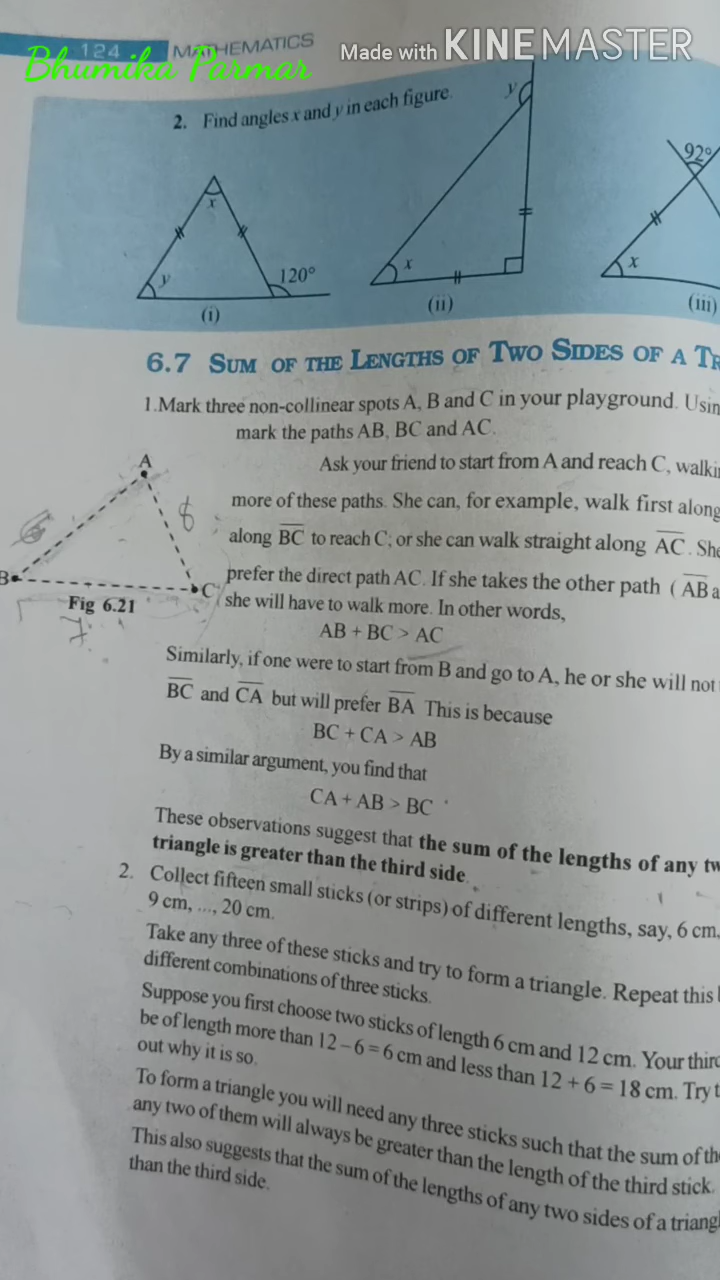 124 MATHEMATICS
Made with KINEMASTER
Bhumika Parmar
2. Find angles x and y in each figure.
y
92°
x
y
120°
x
x
(i)
(ii)
(iii)
6.7 SUM OF THE LENGTHS OF TWO SIDES OF A TR
1.Mark three non-collinear spots A, B and C in your playground. Usin
mark the paths AB, BC and AC.
A
Ask your friend to start from A and reach C, walki
more of these paths. She can, for example, walk first along
along BC to reach C; or she can walk straight along AC. She
prefer the direct path AC. If she takes the other path (AB a
B
C
she will have to walk more. In other words,
Fig 6.21
6
7
AB + BC > AC
Similarly, if one were to start from B and go to A, he or she will not
BC and CA but will prefer BA This is because
BC + CA > AB
By a similar argument, you find that
CA + AB > BC
These observations suggest that the sum of the lengths of any tw
triangle is greater than the third side.
2. Collect fifteen small sticks (or strips) of different lengths, say, 6 cm,
9 cm, ..., 20 cm.
Take any three of these sticks and try to form a triangle. Repeat this
different combinations of three sticks.
Suppose you first choose two sticks of length 6 cm and 12 cm. Your third
be of length more than 12 – 6 = 6 cm and less than 12 + 6 = 18 cm. Try t
out why it is so.
To form a triangle you will need any three sticks such that the sum of the
any two of them will always be greater than the length of the third stick.
This also suggests that the sum of the lengths of any two sides of a triangl
than the third side.